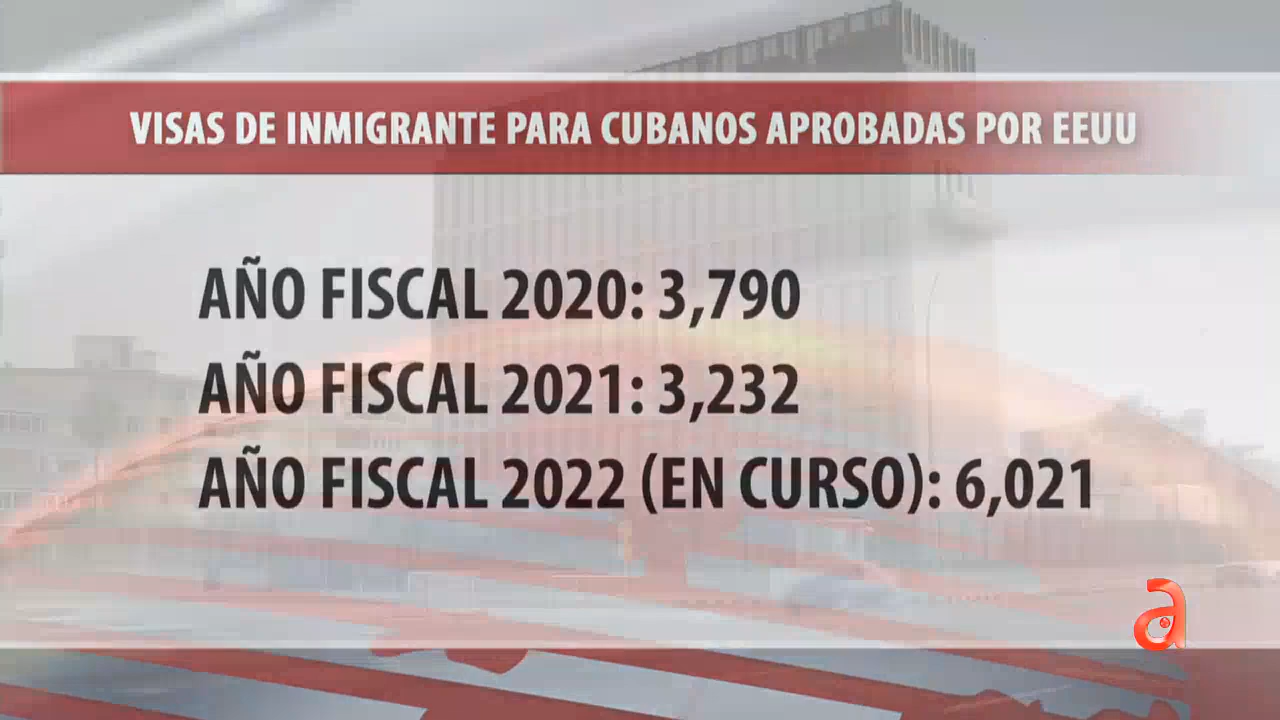 VISAS DE INMIGRANTE PARA CUBANOS APROBADAS POR EEUU
AÑO FISCAL 2020: 3,790
AÑO FISCAL 2021: 3,232
AÑO FISCAL 2022 (EN CURSO): 6,021
a